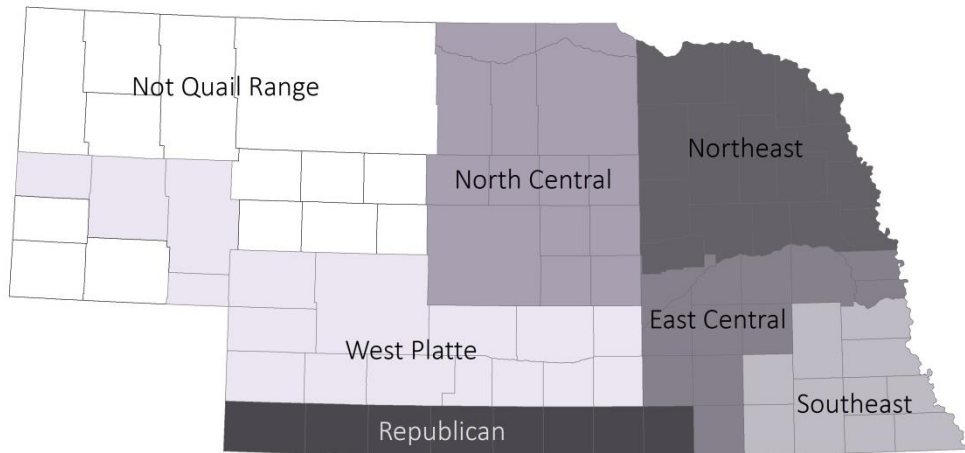 Not Quail Range
Northeast
North Central
East Central
West Platte
Southeast
Republican